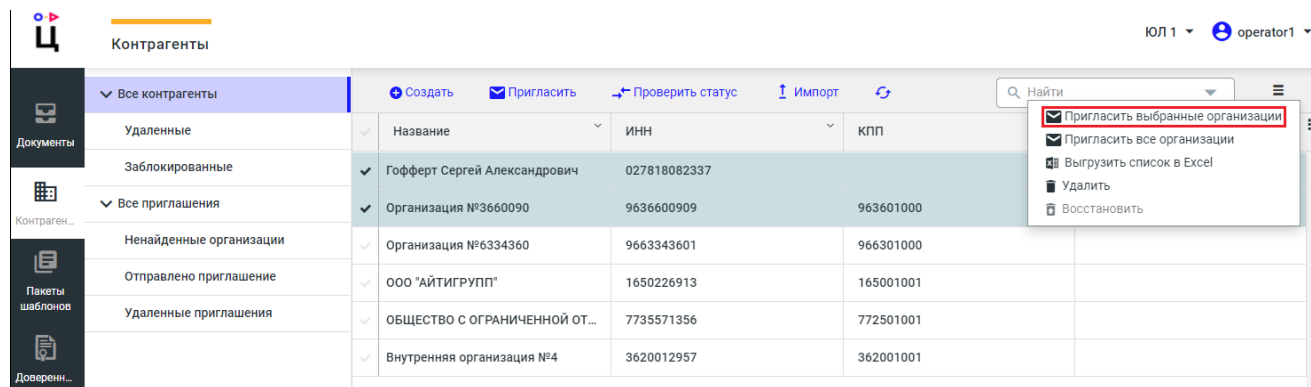 Ц
Контрагенты
ЮЛ 1
operator1
Документы
Контраген...
Пакеты
шаблонов
Доверенн...
Все контрагенты
Удаленные
Заблокированные
Все приглашения
Ненайденные организации
Отправлено приглашение
Удаленные приглашения
Создать Пригласить Проверить статус Импорт Найти
Название ИНН КПП
Гофферт Сергей Александрович 027818082337
Организация №3660090 9636600909 963601000
Организация №6334360 9663343601 966301000
ООО "АЙТИГРУПП" 1650226913 165001001
ОБЩЕСТВО С ОГРАНИЧЕННОЙ ОТ... 7735571356 772501001
Внутренняя организация №4 3620012957 362001001
Пригласить выбранные организации
Пригласить все организации
Выгрузить список в Excel
Удалить
Восстановить